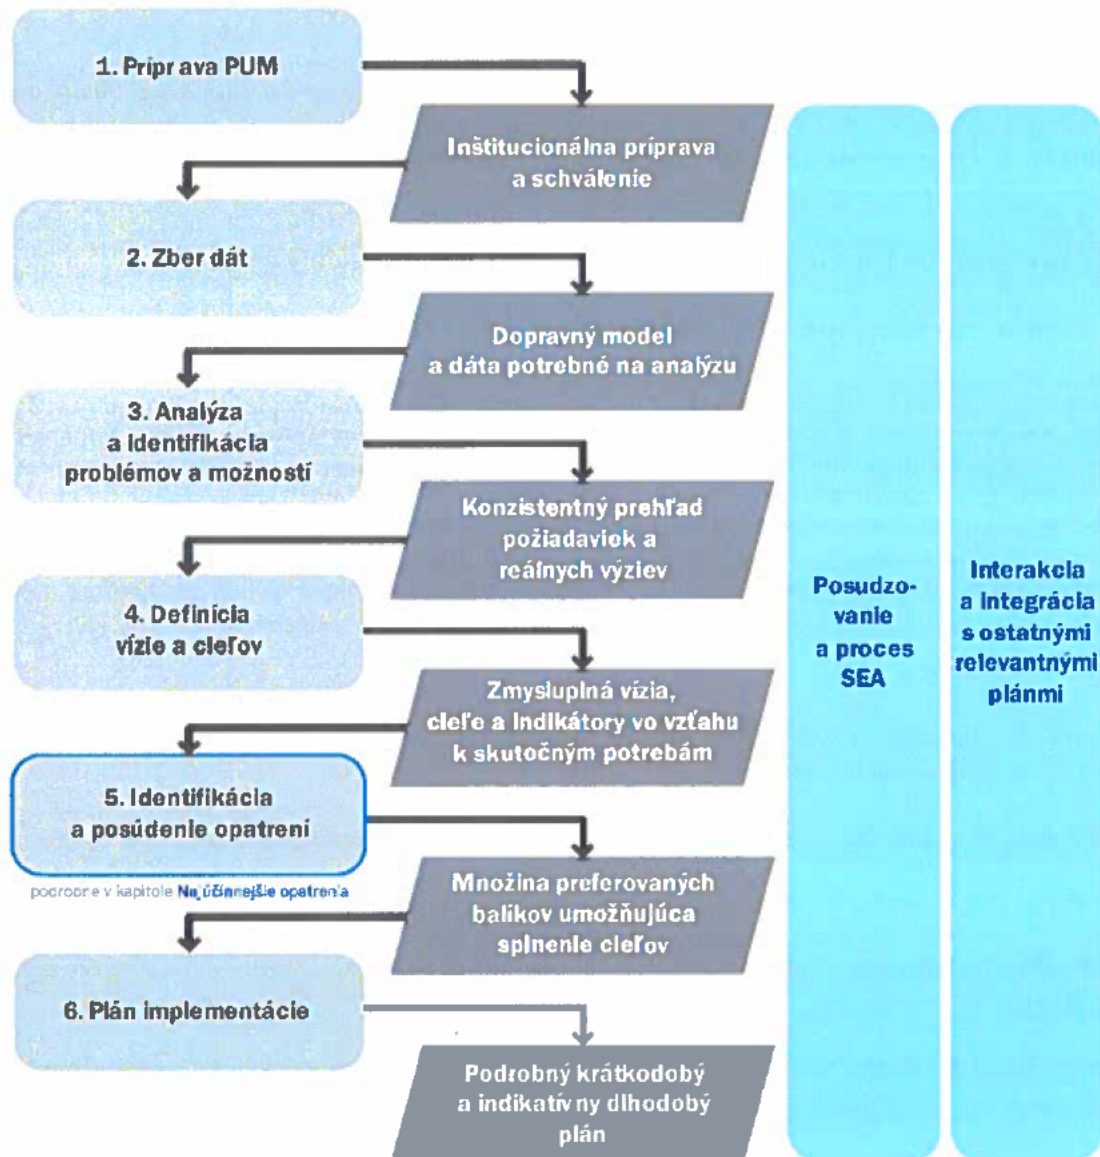 1. Príprava PUM
Inštitucionálna príprava
a schválenie
2. Zber dát
Dopravný model
a dáta potrebné na analýzu
3. Analýza
a identifikácia
problémov a možností
Konzistentný prehľad
požiadaviek a
reálnych výziev
4. Definícia
vízie a cieľov
Zmysluplná vízia,
ciele a indikátory vo vzťahu
k skutočným potrebám
5. Identifikácia
a posúdenie opatrení
podrobne v kapitole Najúčinnejšie opatrenia
Množina preferovaných
balíkov umožňujúca
splnenie cieľov
6. Plán implementácie
Podrobný krátkodobý
a indikatívny dlhodobý
plán
Posudzo-
vanie
a proces
SEA
Interakcia
a integrácia
s ostatnými
relevantnými
plánmi